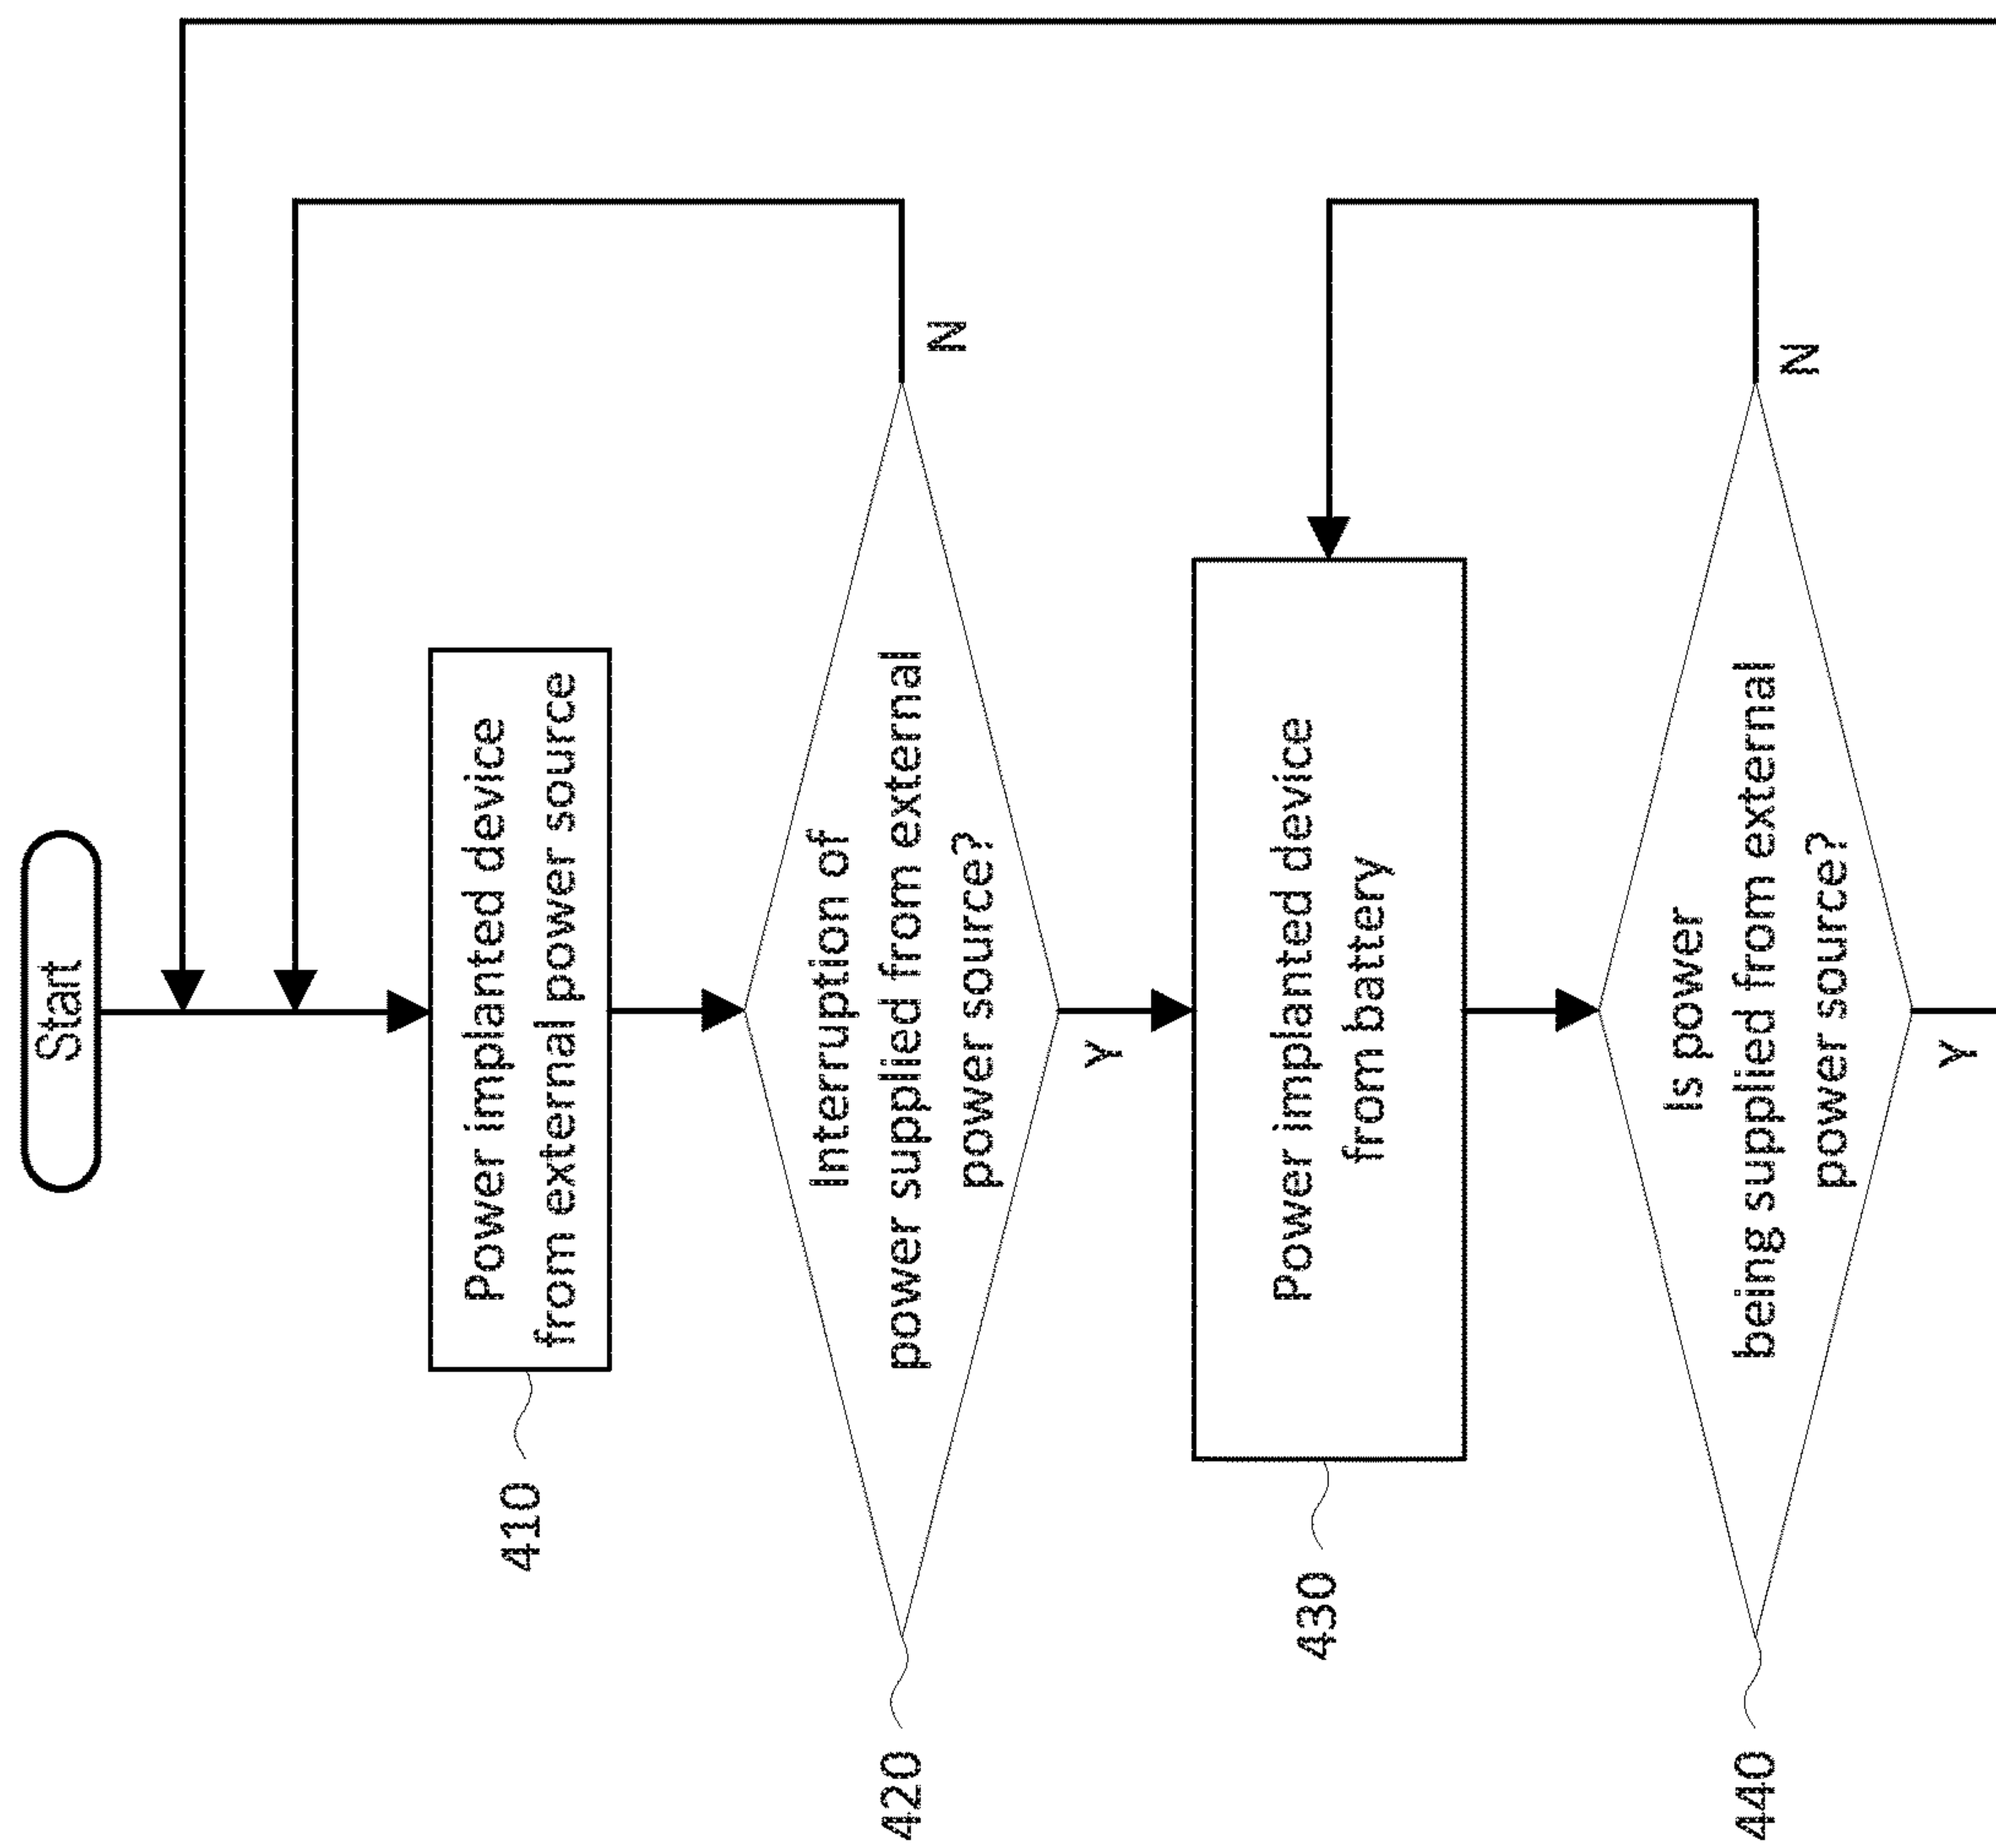 Start
410
Power implanted device
from external power source
420
Interruption of
power supplied from external
power source?
N
Y
430
Power implanted device
from battery
440
Is power
being supplied from external
power source?
N
Y